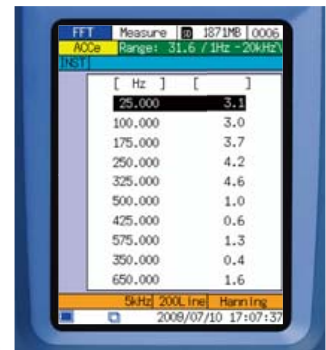 FFT Measure SD 1871MB 0006
ACCe Range: 31.6 / 1Hz - 20kHz
INST
[ Hz ] [ ]
25.000 3.1
100.000 3.0
175.000 3.7
250.000 4.2
325.000 4.6
500.000 1.0
425.000 0.6
575.000 1.3
350.000 0.4
650.000 1.6
5kHz 200Line Hanning
2009/07/10 17:07:37